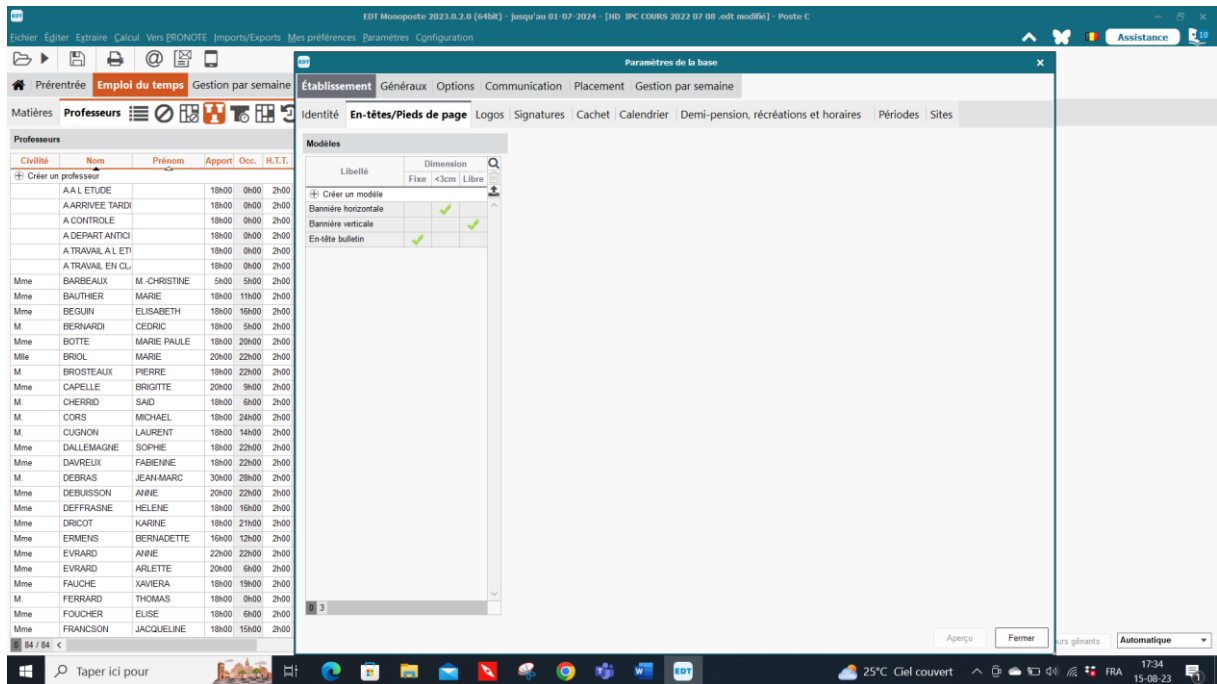 EDT Monoposte 2023.0.2.0 (64bit) - jusqu'au 01-07-2024 - [HD IPC COURS 2022 07 08 .edt modifié] - Poste C
Fichier Éditer Extraire Calcul Vers PRONOTE Imports/Exports Mes préférences Paramètres Configuration
Assistance 10
EDT Paramètres de la base
Préentrée Emploi du temps Gestion par semaine
Établissement Généraux Options Communication Placement Gestion par semaine
Matières Professeurs
Identité En-têtes/Pieds de page Logos Signatures Cachet Calendrier Demi-pension, récréations et horaires Périodes Sites
Professeurs
Civilité Nom Prénom Apport Occ. H.T.T.
Créer un professeur
A.A L ETUDE 18h00 0h00 2h00
A.ARRIVEE TARDI 18h00 0h00 2h00
A CONTROLE 18h00 0h00 2h00
A.DEPART ANTICI 18h00 0h00 2h00
A TRAVAIL A L ET 18h00 0h00 2h00
A TRAVAIL EN CL 18h00 0h00 2h00
Mme BARBEAUX M.-CHRISTINE 5h00 5h00 2h00
Mme BAUTHIER MARIE 18h00 11h00 2h00
Mme BEGUIN ELISABETH 18h00 16h00 2h00
M. BERNARDI CEDRIC 18h00 5h00 2h00
Mme BOTTE MARIE PAULE 18h00 20h00 2h00
Mlle BRIOL MARIE 20h00 22h00 2h00
M. BROSTEAUX PIERRE 18h00 22h00 2h00
Mme CAPELLE BRIGITTE 20h00 9h00 2h00
M. CHERRID SAID 18h00 6h00 2h00
M. CORS MICHAEL 18h00 24h00 2h00
M. CUGNON LAURENT 18h00 14h00 2h00
Mme DALLEMAGNE SOPHIE 18h00 22h00 2h00
Mme DAVREUX FABIENNE 18h00 22h00 2h00
M. DEBRAS JEAN-MARC 30h00 28h00 2h00
Mme DEBUISSON ANNE 20h00 22h00 2h00
Mme DEFFRASNE HELENE 18h00 16h00 2h00
Mme DRICOT KARINE 18h00 21h00 2h00
Mme ERMENS BERNADETTE 16h00 12h00 2h00
Mme EVRARD ANNE 22h00 22h00 2h00
Mme EVRARD ARLETTE 20h00 6h00 2h00
Mme FAUCHE XAVIERA 18h00 19h00 2h00
M. FERRARD THOMAS 18h00 0h00 2h00
Mme FOUCHER ELISE 18h00 6h00 2h00
Mme FRANCSON JACQUELINE 18h00 15h00 2h00
0 84 / 84 <
Modèles
Libellé Dimension
Fixe <3cm Libre
Créer un modèle
Bannière horizontale
Bannière verticale
En-tête bulletin
0 3
Aperçu Fermer
urs gênants Automatique
Taper ici pour
EDT
25°C Ciel couvert FRA 17:34
15-08-23